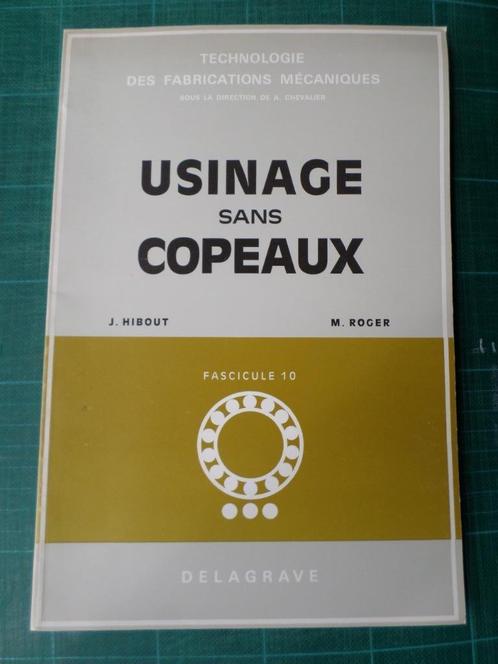 TECHNOLOGIE
DES FABRICATIONS MÉCANIQUES
SOUS LA DIRECTION DE A. CHEVALIER
USINAGE
SANS
COPEAUX
J. HIBOUT M. ROGER
FASCICULE 10
DELAGRAVE